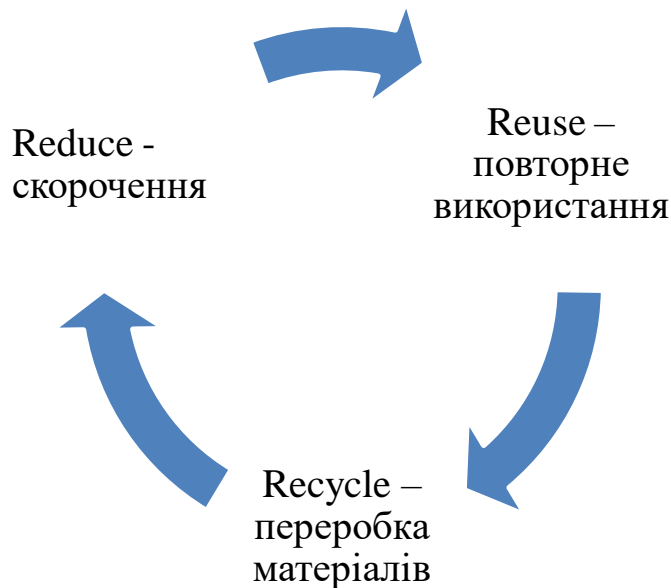 Reduce -
скорочення
Reuse –
повторне
використання
Recycle –
переробка
матеріалів